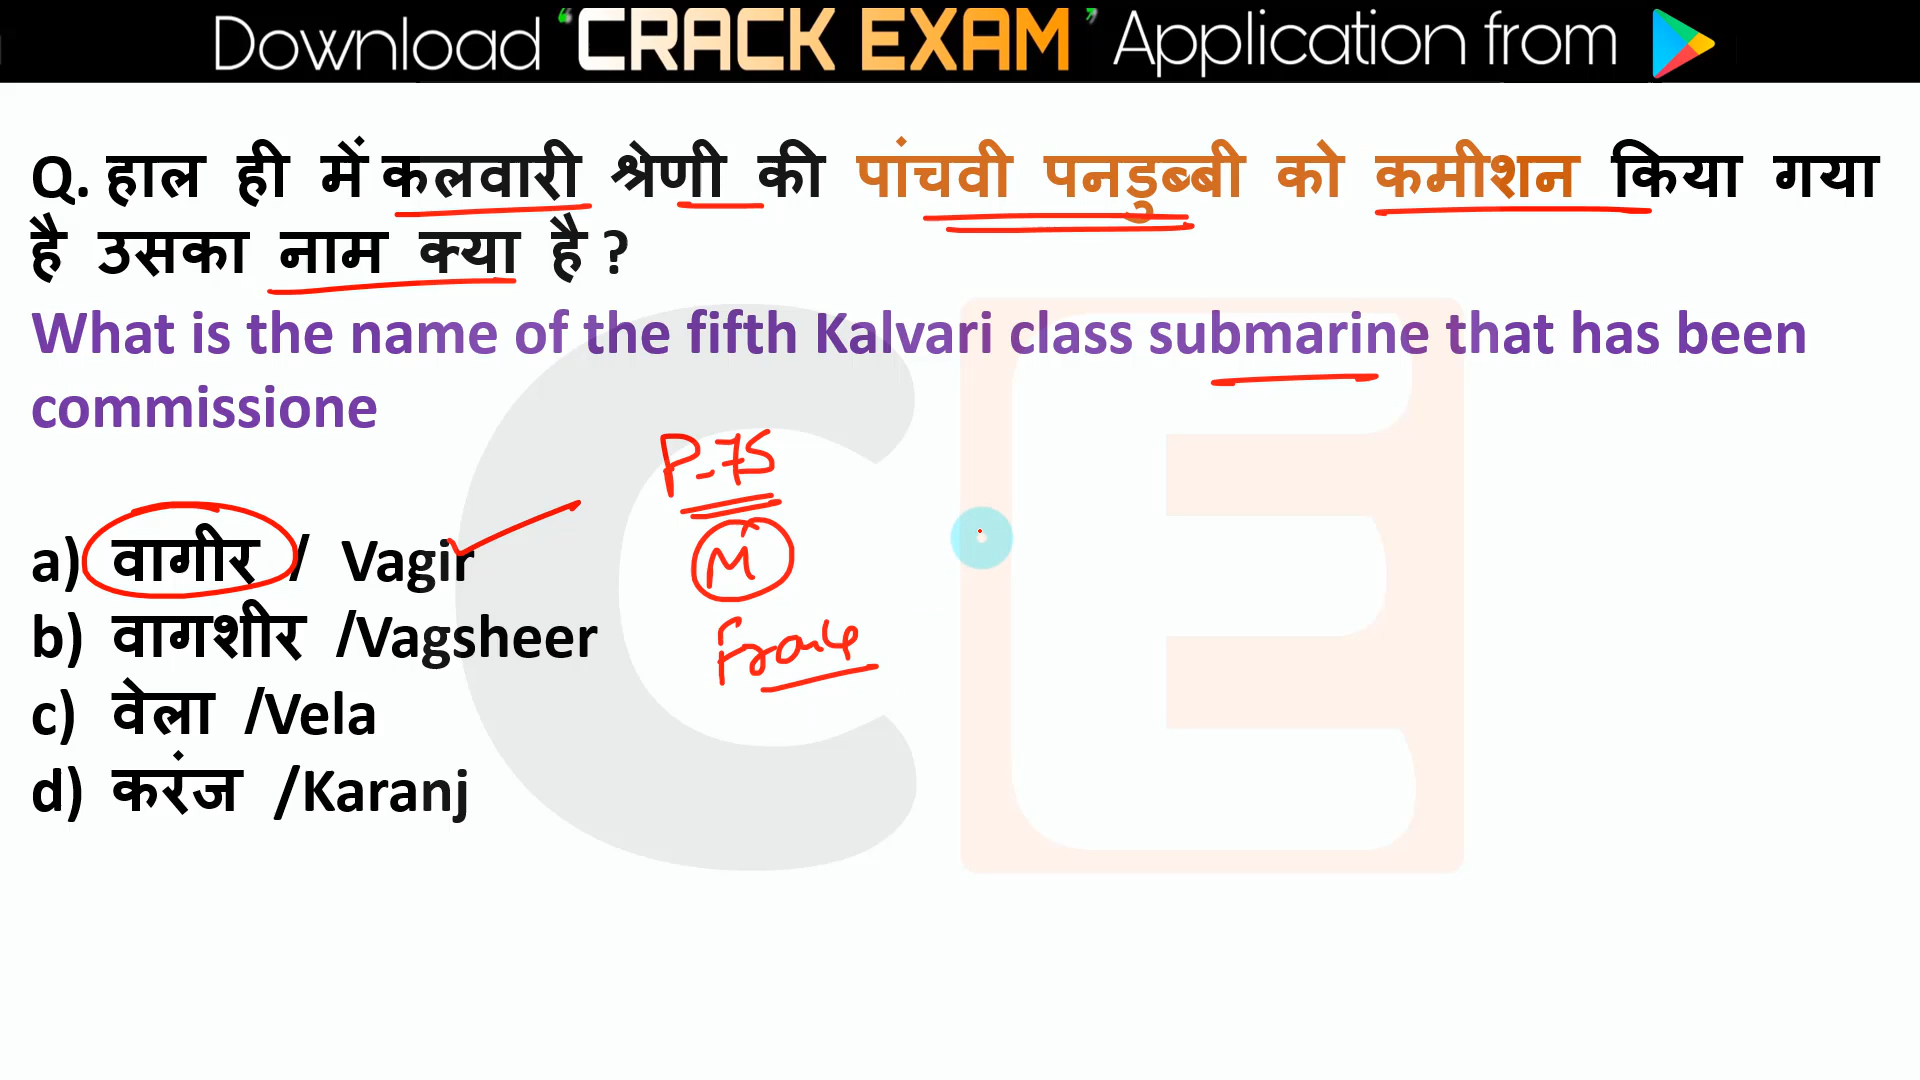 Download 'CRACK EXAM' Application from
Q. हाल ही में कलवारी श्रेणी की पांचवी पनडुब्बी को कमीशन किया गया
है उसका नाम क्या है ?
What is the name of the fifth Kalvari class submarine that has been
commissione
P-75
a) वागीर / Vagir
M
b) वागशीर /Vagsheer
c) वेला /Vela
d) करंज /Karanj
CE